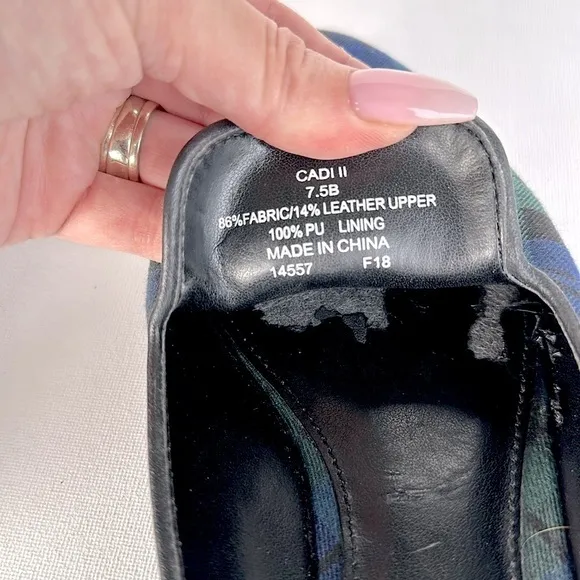 CADI II
7.5B
86%FABRIC/14% LEATHER UPPER
100% PU LINING
MADE IN CHINA
14557 F18